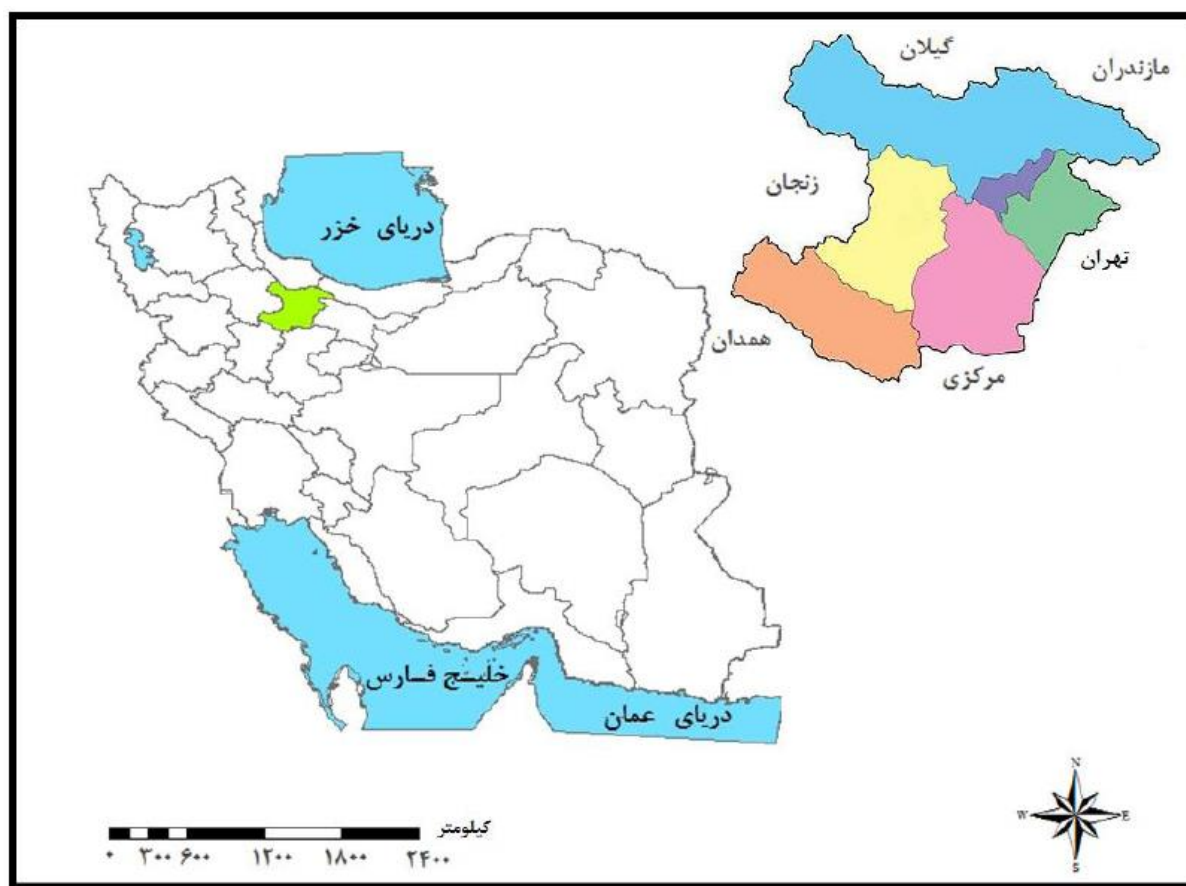 گیلان
مازندران
زنجان
تهران
همدان
مرکزی
دریای خزر
خلیج فارس
دریای عمان
کیلومتر
۰ ۳۰۰ ۶۰۰ ۱۲۰۰ ۱۸۰۰ ۲۴۰۰
N
W E
S